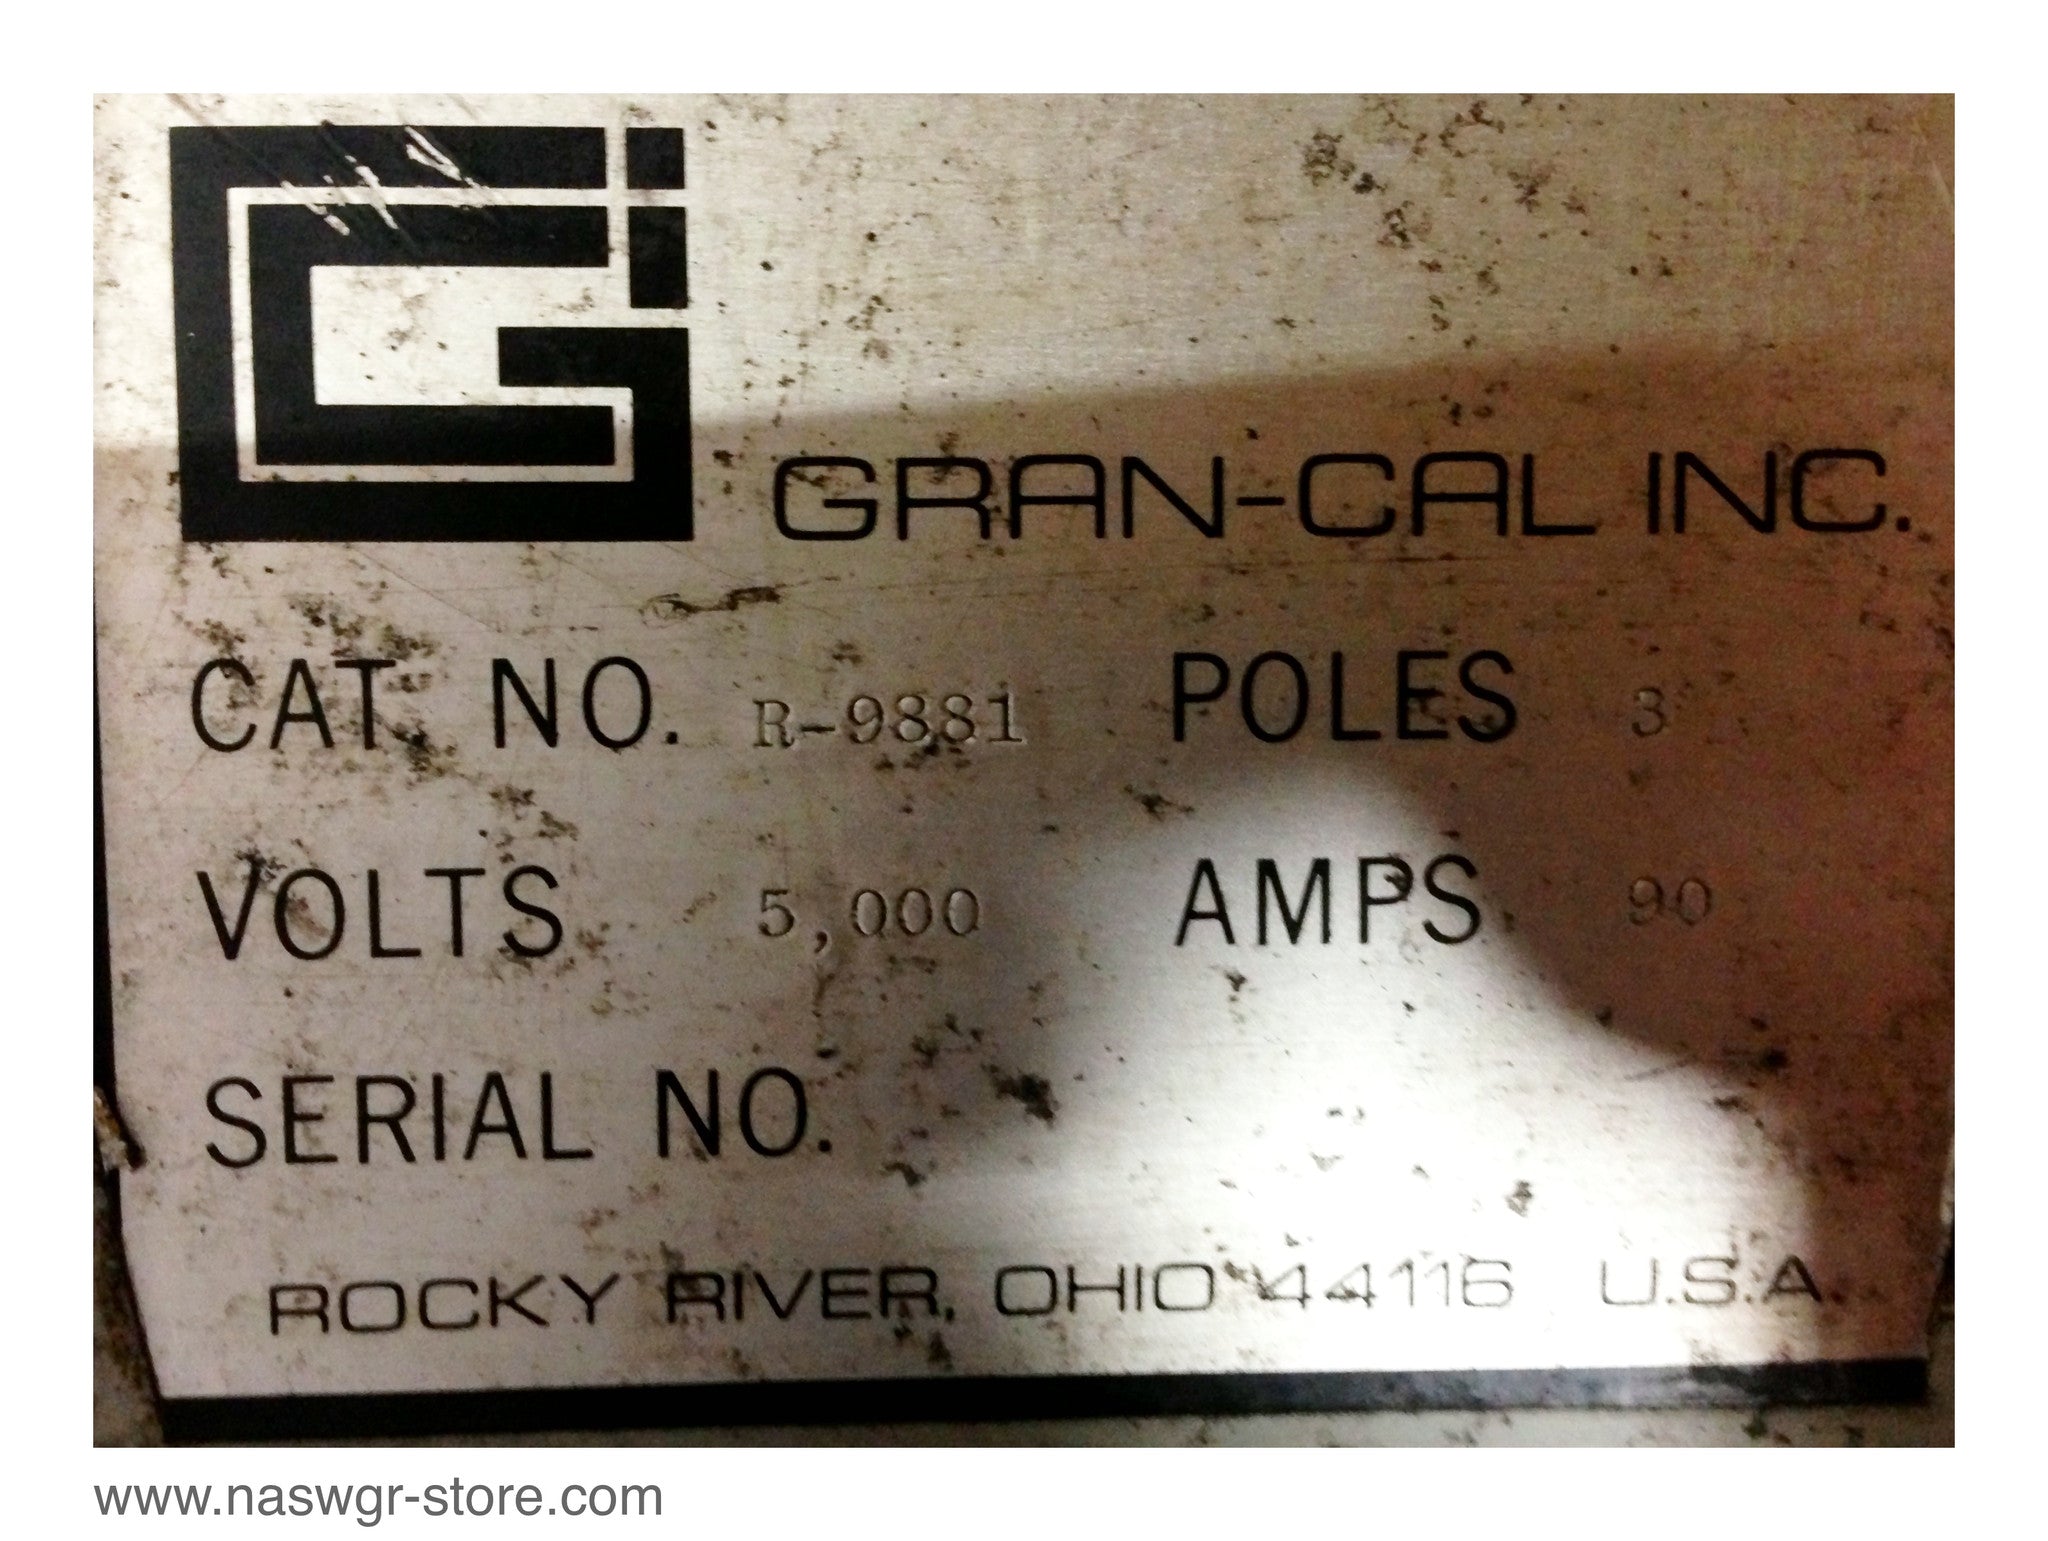 G
GRAN-CAL INC.
CAT. NO. R-9881 POLES 3
VOLTS 5,000 AMPS 90
SERIAL NO.
ROCKY RIVER, OHIO 44116 U.S.A.
www.naswgr-store.com